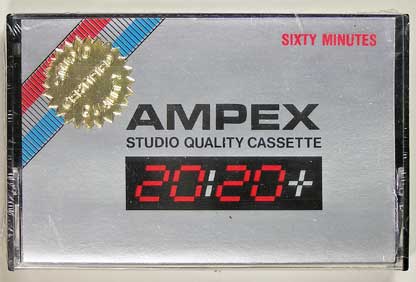 SIXTY MINUTES
AMPEX
STUDIO QUALITY CASSETTE
20:20+